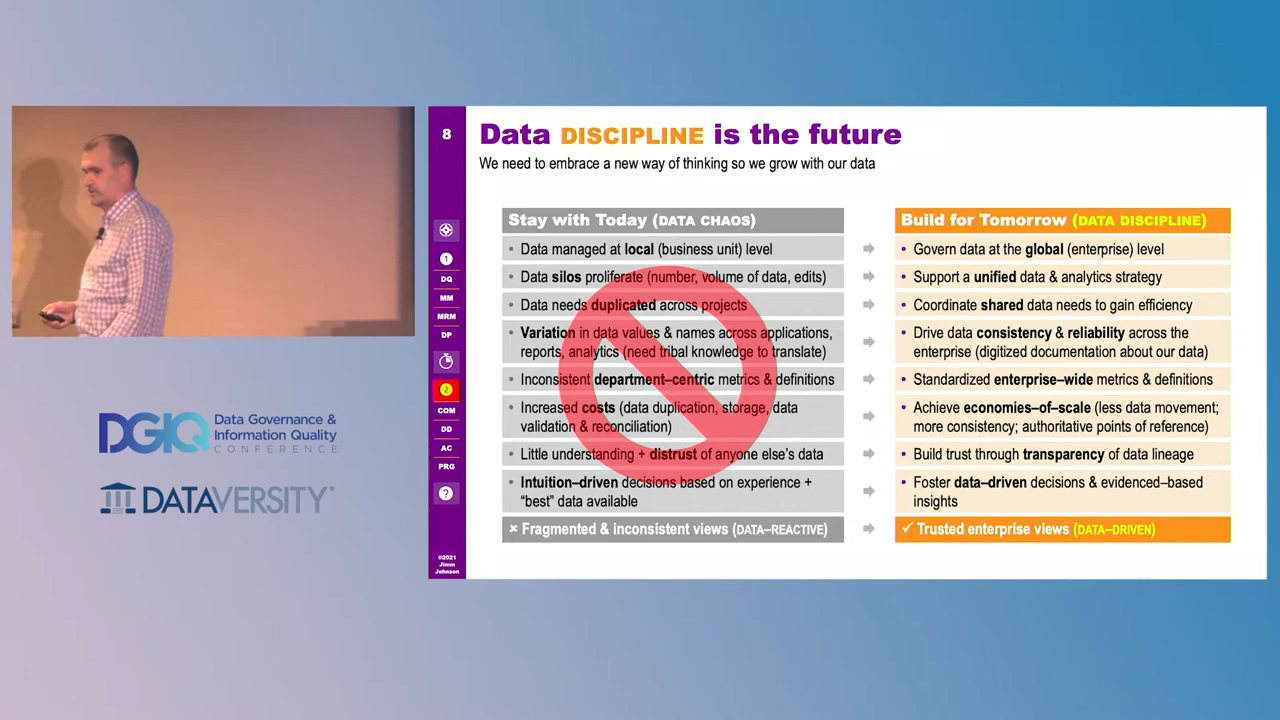 8
Data DISCIPLINE is the future
We need to embrace a new way of thinking so we grow with our data
Stay with Today (DATA CHAOS)
• Data managed at local (business unit) level
• Data silos proliferate (number, volume of data, edits)
• Data needs duplicated across projects
• Variation in data values & names across applications,
reports, analytics (need tribal knowledge to translate)
• Inconsistent department–centric metrics & definitions
• Increased costs (data duplication, storage, data
validation & reconciliation)
• Little understanding + distrust of anyone else's data
• Intuition–driven decisions based on experience +
“best” data available
× Fragmented & inconsistent views (DATA–REACTIVE)
Build for Tomorrow (DATA DISCIPLINE)
• Govern data at the global (enterprise) level
• Support a unified data & analytics strategy
• Coordinate shared data needs to gain efficiency
• Drive data consistency & reliability across the
enterprise (digitized documentation about our data)
• Standardized enterprise–wide metrics & definitions
• Achieve economies–of–scale (less data movement;
more consistency; authoritative points of reference)
• Build trust through transparency of data lineage
• Foster data–driven decisions & evidenced–based
insights
✓ Trusted enterprise views (DATA–DRIVEN)
1
DQ
MM
MRM
DP
2
COM
DD
AC
PRG
?
©2021
Jimm
Johnson
DGIQ
Data Governance &
Information Quality
CONFERENCE
DATAVERSITY